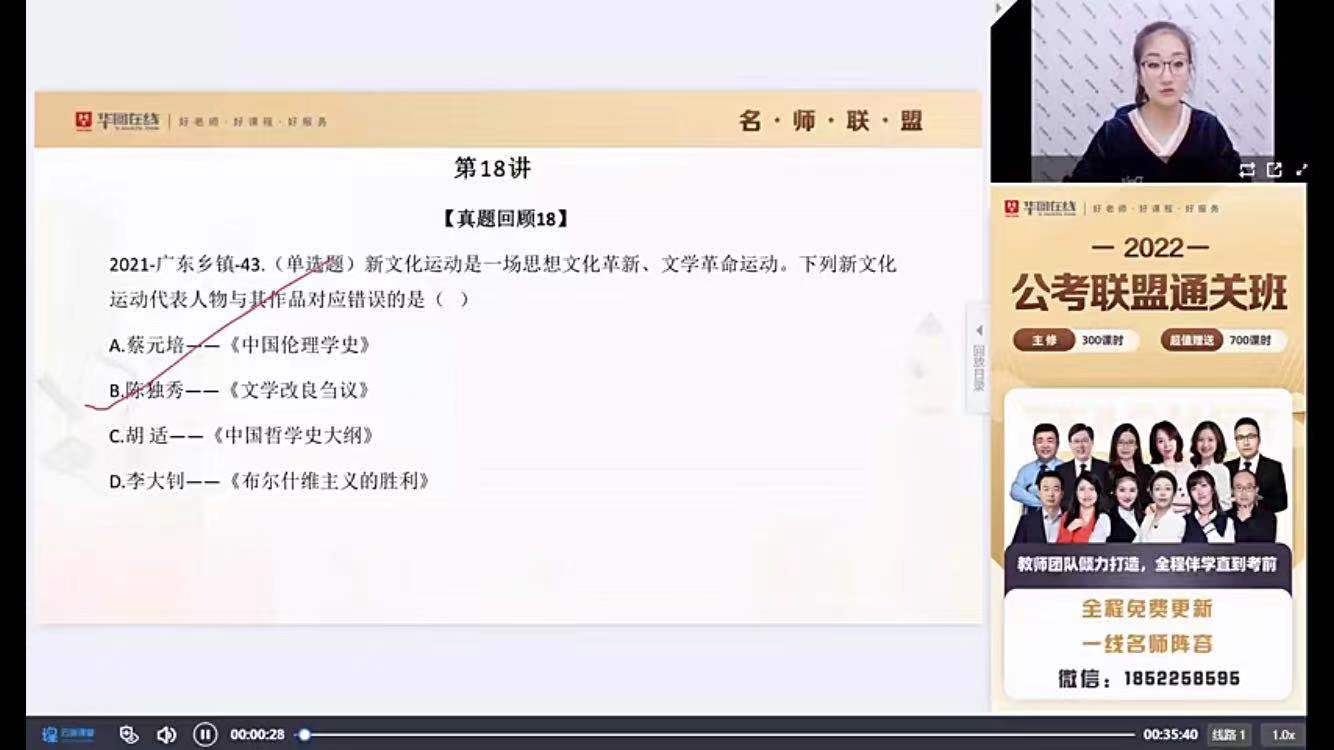 华图在线 | 好老师·好课程·好服务
名·师·联·盟
第18讲
【真题回顾18】
2021-广东乡镇-43.（单选题）新文化运动是一场思想文化革新、文学革命运动。下列新文化
运动代表人物与其作品对应错误的是（ ）
A.蔡元培——《中国伦理学史》
B.陈独秀——《文学改良刍议》
C.胡 适——《中国哲学史大纲》
D.李大钊——《布尔什维主义的胜利》
回放目录
华图在线 | 好老师·好课程·好服务
—2022—
公考联盟通关班
主修 300课时 超值赠送 700课时
教师团队倾力打造，全程伴学直到考前
全程免费更新
一线名师阵容
微信：1852258595
00:00:28
00:35:40 线路1 1.0x